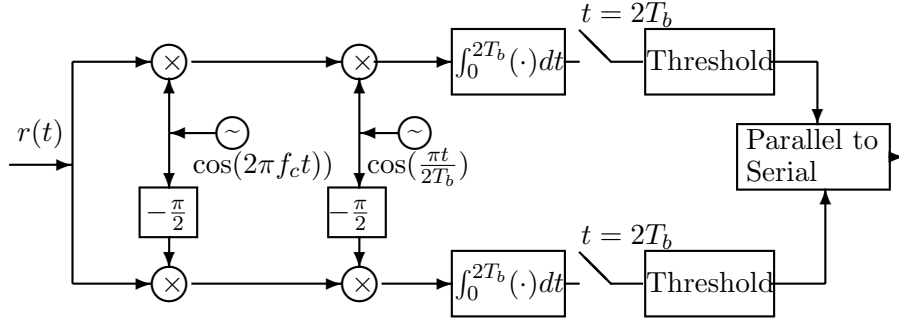 t = 2T_b
t = 2T_b
× × ∫_0^{2T_b}(·)dt Threshold
r(t) ~ ~
cos(2πf_ct)) cos(πt/2T_b)
Parallel to
Serial
−π/2 −π/2
× × ∫_0^{2T_b}(·)dt Threshold